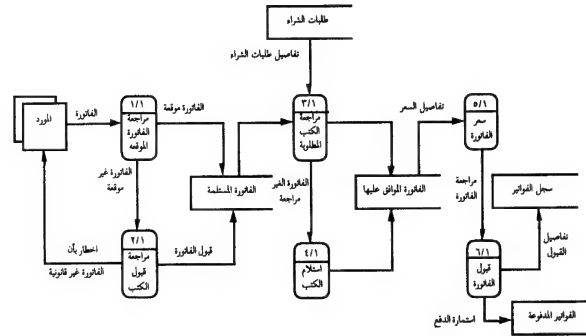 طلبات الشراء
تفاصيل طلبات الشراء
المورد
الفاتورة
١/١
مراجعة
الفاتورة
الموقعه
الفاتورة موقعة
الفاتورة غير
موقعة
٢/١
مراجعة
قبول
الكتب
اخطار بأن
الفاتورة غير قانونية
قبول الفاتورة
الفاتورة المستلمة
٣/١
مراجعة
الكتب
المطلوبة
الفاتورة الغير
مراجعة
٤/١
استلام
الكتب
الفاتورة الموافق عليها
تفاصيل السعر
٥/١
سعر
الفاتورة
مراجعة
الفاتورة
٦/١
قبول
الفاتورة
سجل الفواتير
تفاصيل
القبول
استمارة الدفع
الفواتير المدفوعة